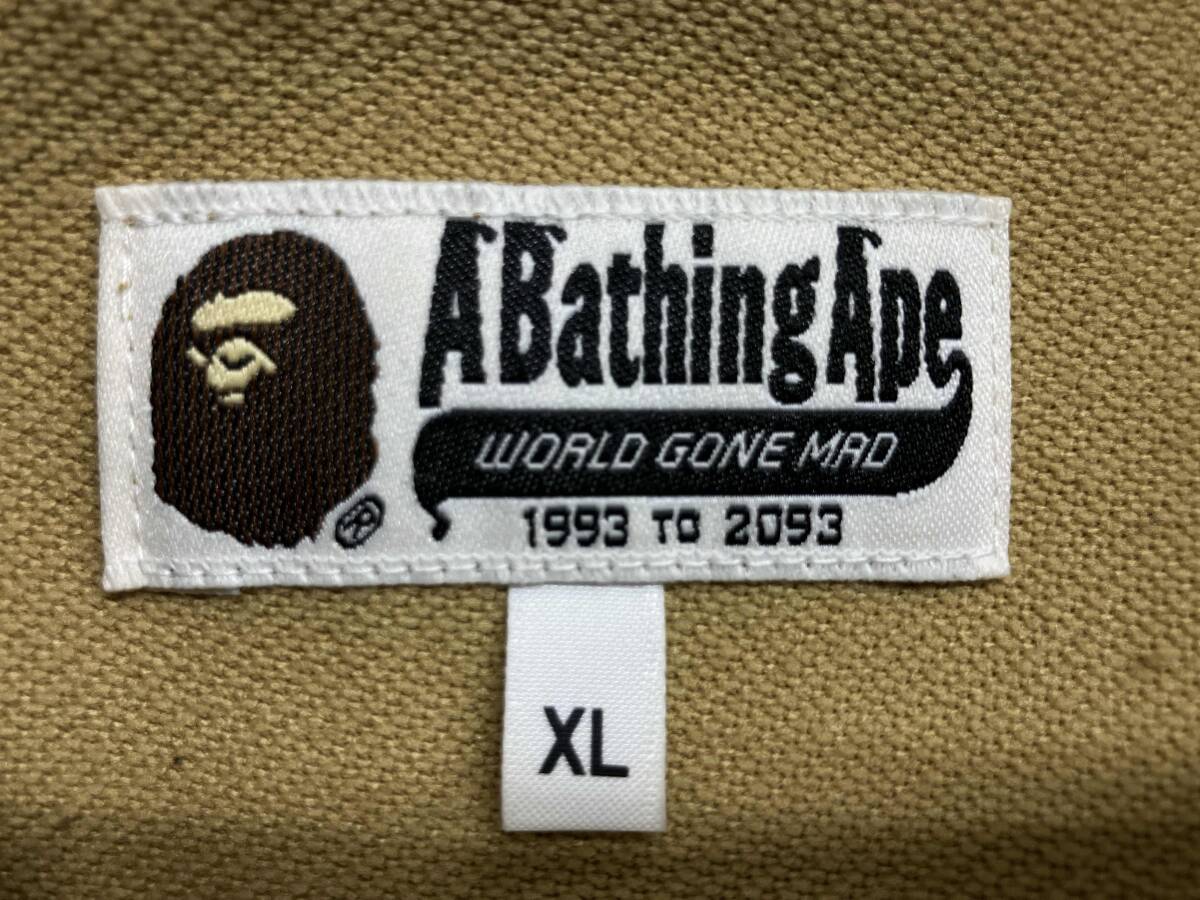 A Bathing Ape
WORLD GONE MAD
®
1993 TO 2093
XL